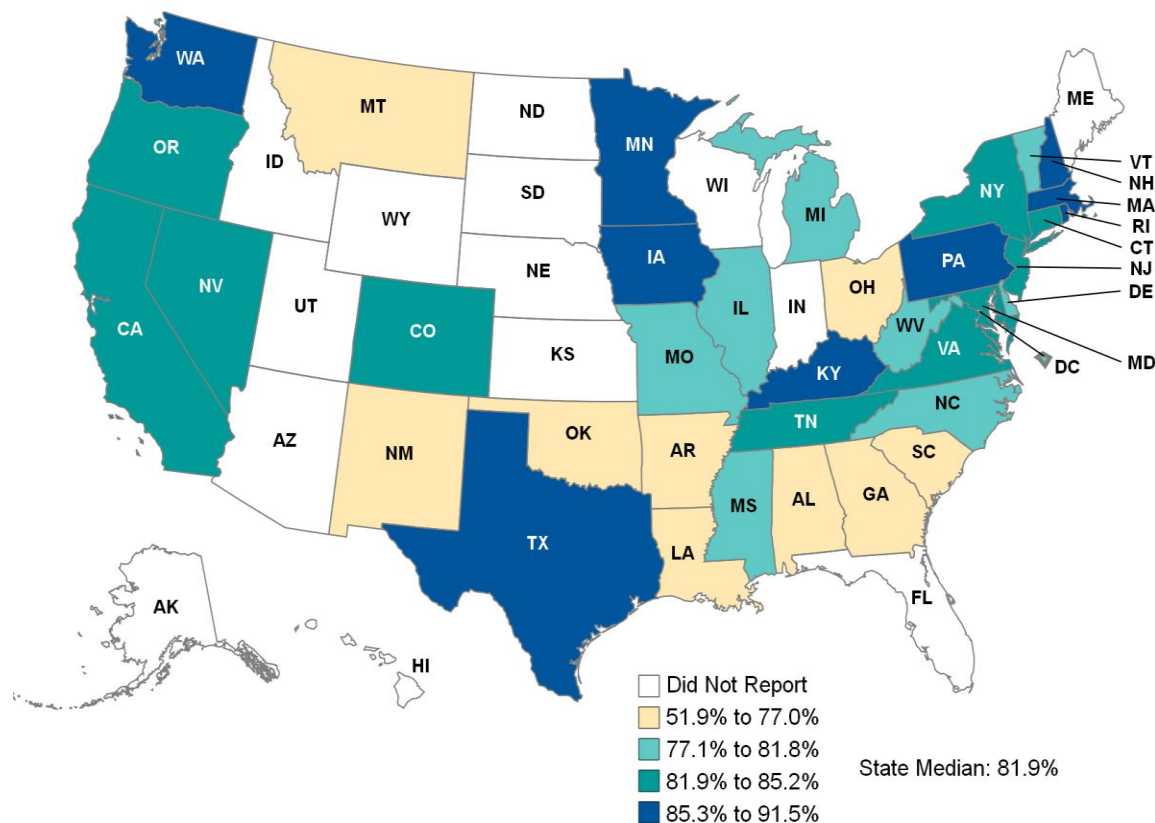 WA
MT
ND
MN
ME
OR
ID
SD
WI
MI
NY
VT
NH
MA
RI
CT
NJ
DE
MD
DC
WY
IA
PA
NE
NV
UT
CO
IL
IN
OH
WV
VA
CA
KS
MO
KY
NC
TN
AZ
NM
OK
AR
SC
MS
AL
GA
TX
LA
FL
AK
HI
Did Not Report
51.9% to 77.0%
77.1% to 81.8%
81.9% to 85.2%
85.3% to 91.5%
State Median: 81.9%